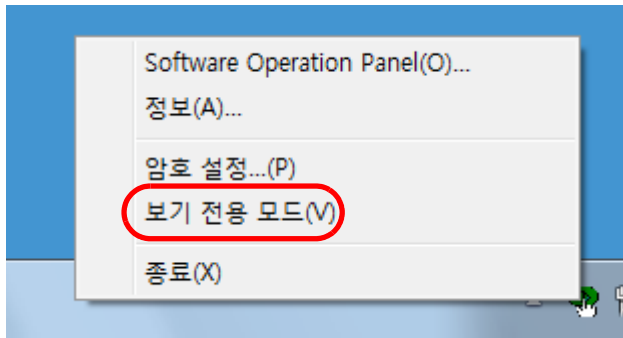 Software Operation Panel(O)...
정보(A)...
암호 설정...(P)
보기 전용 모드(V)
종료(X)